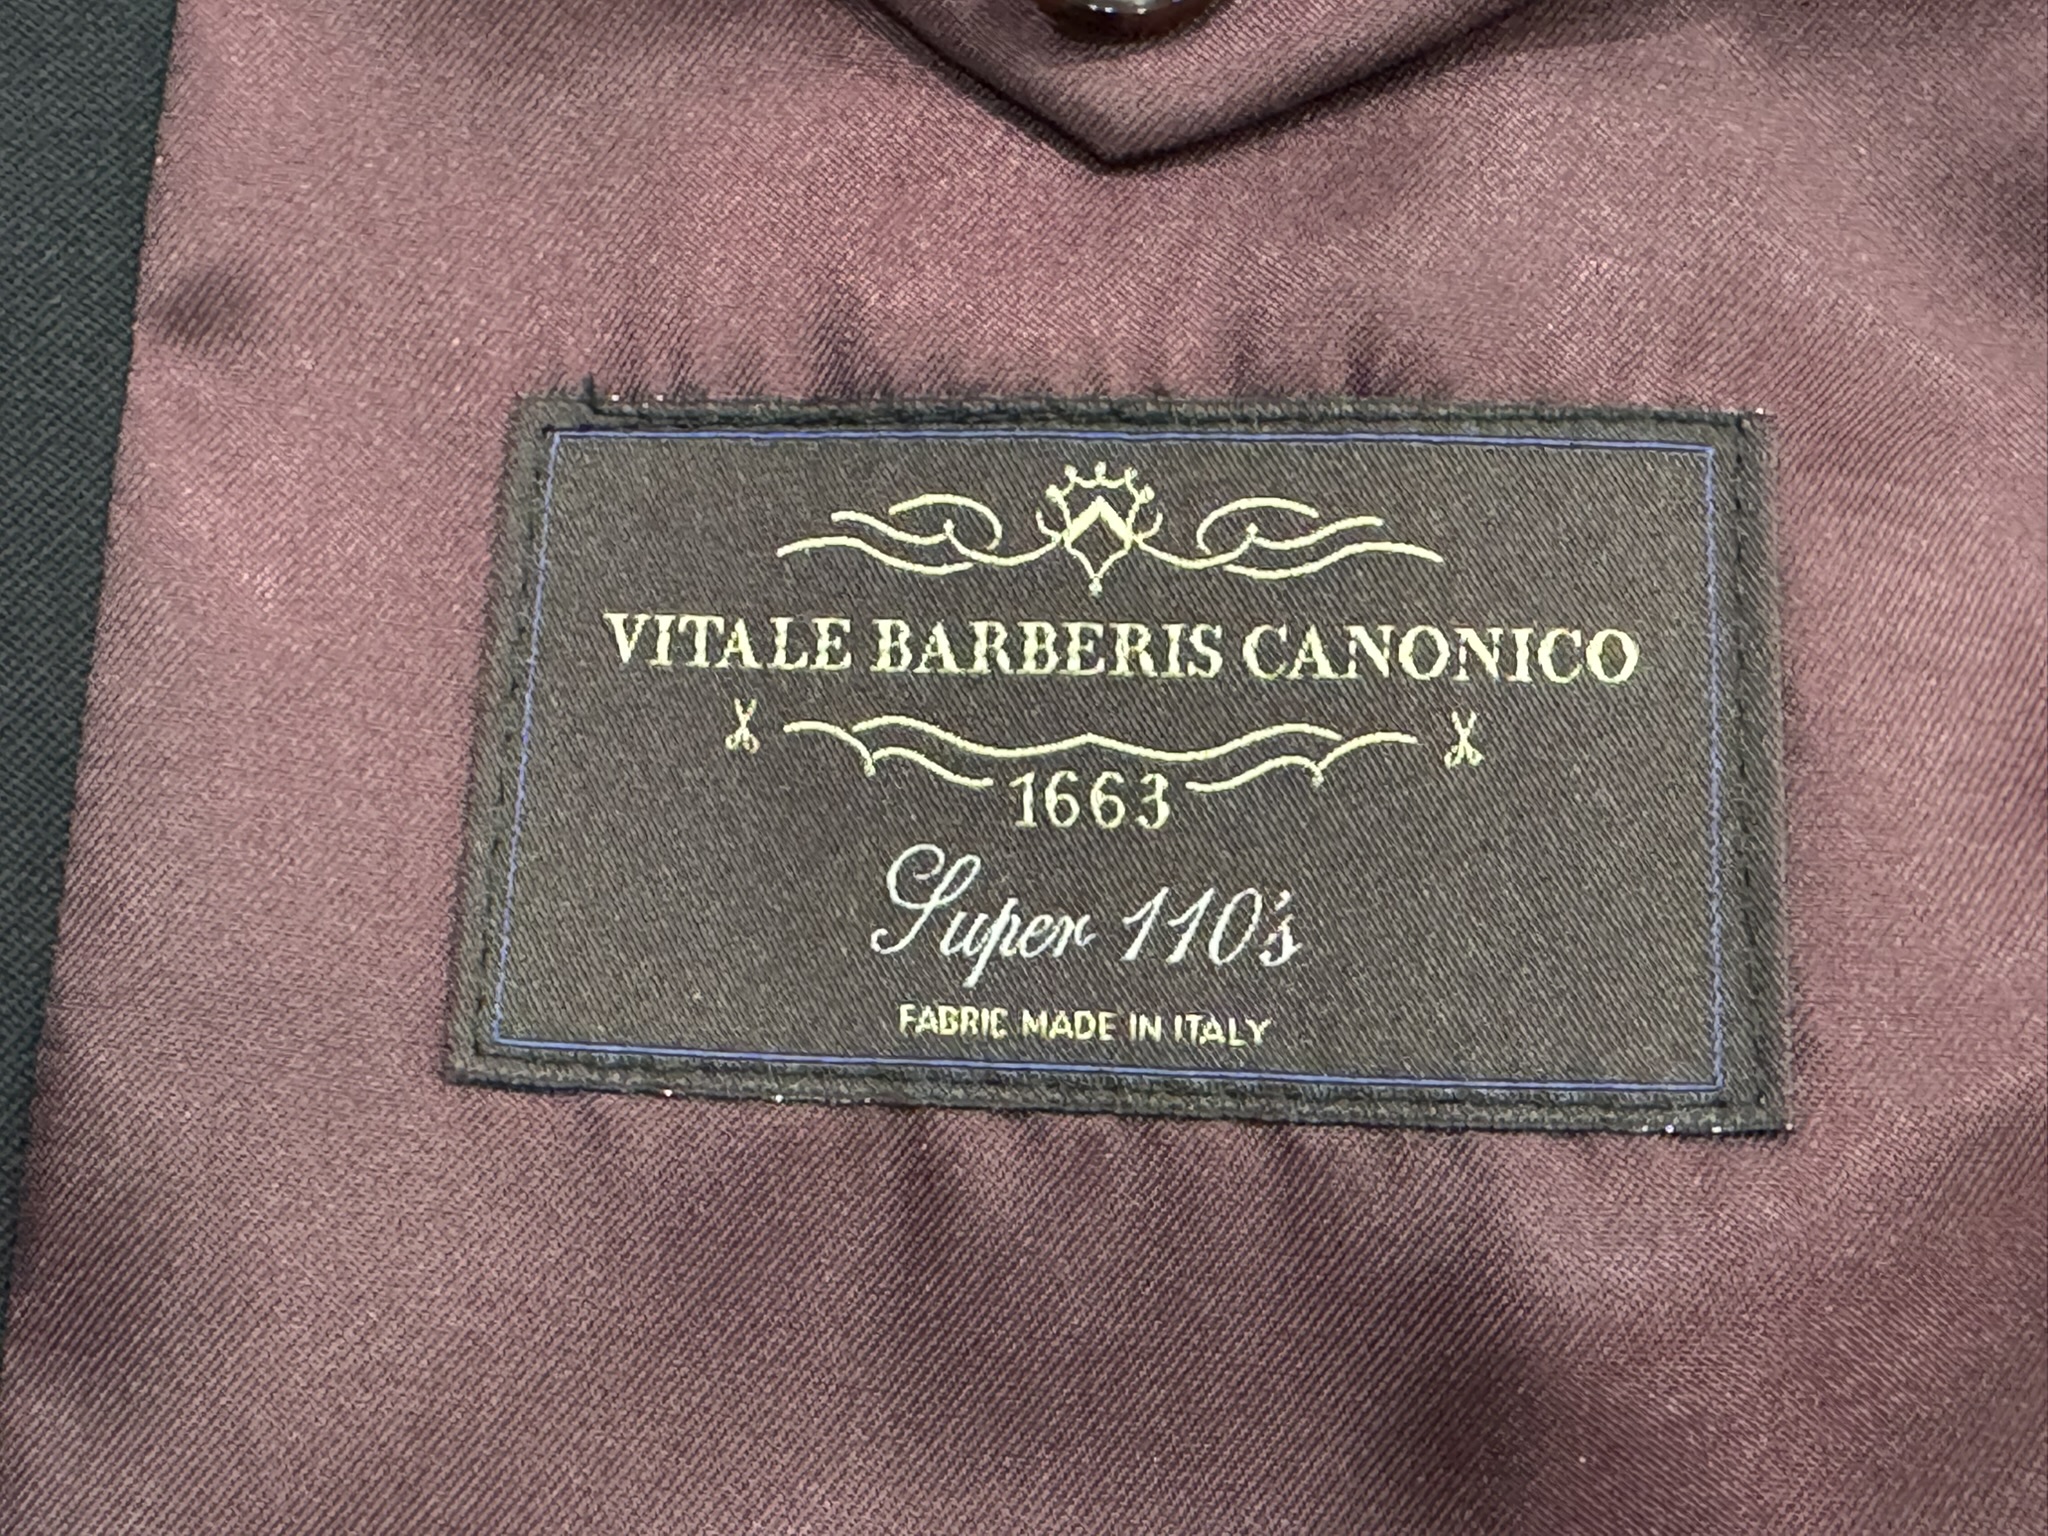 VITALE BARBERIS CANONICO
1663
Super 110's
FABRIC MADE IN ITALY